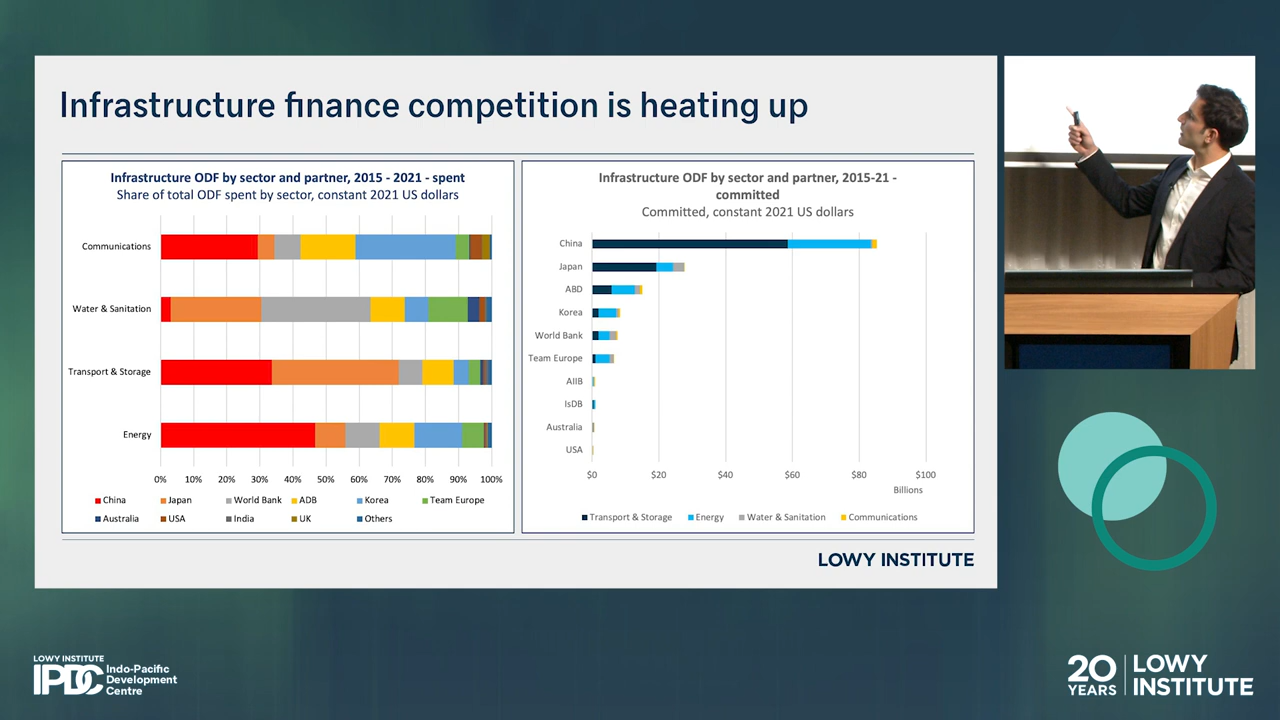 Infrastructure finance competition is heating up
Infrastructure ODF by sector and partner, 2015 - 2021 - spent
Share of total ODF spent by sector, constant 2021 US dollars
Communications
Water & Sanitation
Transport & Storage
Energy
0% 10% 20% 30% 40% 50% 60% 70% 80% 90% 100%
China Japan World Bank ADB Korea Team Europe
Australia USA India UK Others
Infrastructure ODF by sector and partner, 2015-21 -
committed
Committed, constant 2021 US dollars
China
Japan
ABD
Korea
World Bank
Team Europe
AIIB
IsDB
Australia
USA
$0 $20 $40 $60 $80 $100
Billions
Transport & Storage Energy Water & Sanitation Communications
LOWY INSTITUTE
LOWY INSTITUTE
IPDC
Indo-Pacific
Development
Centre
20
YEARS
LOWY
INSTITUTE